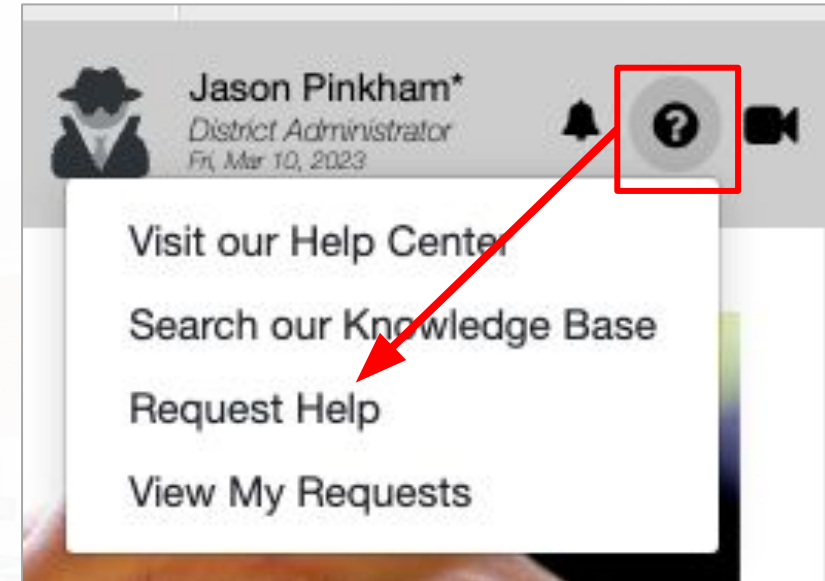 Jason Pinkham*
District Administrator
Fri, Mar 10, 2023
Visit our Help Center
Search our Knowledge Base
Request Help
View My Requests